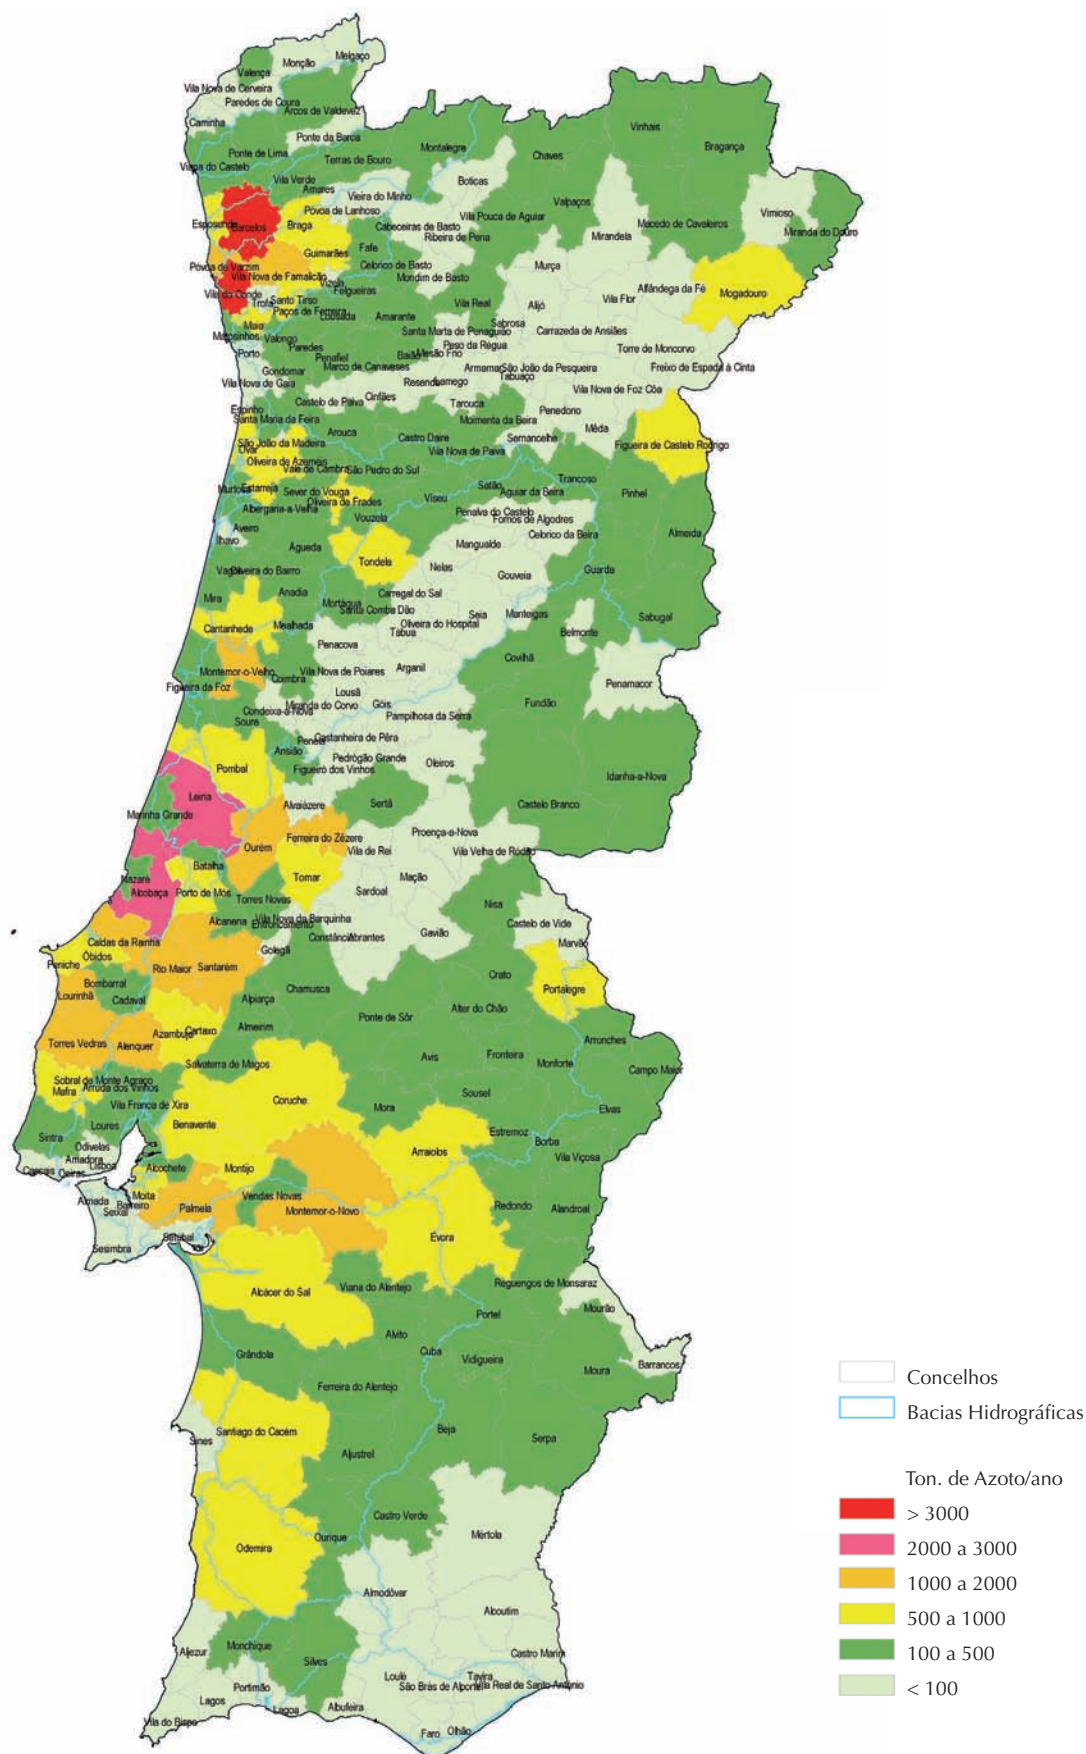 Melgaço
Monção
Valença
Vila Nova de Cerveira
Paredes de Coura
Arcos de Valdevez
Caminha
Ponte da Barca
Vinhais
Bragança
Montalegre
Ponte de Lima
Terras de Bouro
Chaves
Viana do Castelo
Vila Verde
Boticas
Amares
Vieira do Minho
Valpaços
Póvoa de Lanhoso
Vimioso
Esposende
Barcelos
Braga
Cabeceiras de Basto
Vila Pouca de Aguiar
Macedo de Cavaleiros
Miranda do Douro
Ribeira de Pena
Mirandela
Guimarães
Fafe
Celorico de Basto
Murça
Póvoa de Varzim
Vila Nova de Famalicão
Mondim de Basto
Vizela
Felgueiras
Alfândega da Fé
Mogadouro
Vila do Conde
Trofa
Santo Tirso
Vila Real
Alijó
Vila Flor
Paços de Ferreira
Lousada
Amarante
Sabrosa
Maia
Santa Marta de Penaguião
Carrazeda de Ansiães
Matosinhos
Valongo
Peso da Régua
Torre de Moncorvo
Porto
Paredes
Penafiel
Baião
Mesão Frio
Marco de Canaveses
Armamar
São João da Pesqueira
Freixo de Espada à Cinta
Gondomar
Tabuaço
Vila Nova de Gaia
Resende
Lamego
Vila Nova de Foz Côa
Cinfães
Castelo de Paiva
Tarouca
Penedono
Espinho
Santa Maria da Feira
Moimenta da Beira
Mêda
Arouca
Castro Daire
Sernancelhe
São João da Madeira
Figueira de Castelo Rodrigo
Ovar
Vila Nova de Paiva
Oliveira de Azeméis
Vale de Cambra
São Pedro do Sul
Trancoso
Murtosa
Estarreja
Sever do Vouga
Sátão
Aguiar da Beira
Pinhel
Oliveira de Frades
Viseu
Albergaria-a-Velha
Vouzela
Penalva do Castelo
Fornos de Algodres
Aveiro
Celorico da Beira
Almeida
Ílhavo
Águeda
Mangualde
Tondela
Nelas
Vagos
Oliveira do Bairro
Gouveia
Guarda
Anadia
Carregal do Sal
Mira
Mortágua
Santa Comba Dão
Seia
Manteigas
Sabugal
Cantanhede
Mealhada
Oliveira do Hospital
Tábua
Belmonte
Penacova
Covilhã
Montemor-o-Velho
Vila Nova de Poiares
Arganil
Coimbra
Penamacor
Figueira da Foz
Lousã
Condeixa-a-Nova
Miranda do Corvo
Góis
Fundão
Soure
Pampilhosa da Serra
Penela
Castanheira de Pêra
Ansião
Pedrógão Grande
Pombal
Figueiró dos Vinhos
Oleiros
Idanha-a-Nova
Leiria
Alvaiázere
Sertã
Castelo Branco
Marinha Grande
Ferreira do Zêzere
Proença-a-Nova
Ourém
Vila de Rei
Vila Velha de Ródão
Batalha
Nazaré
Alcobaça
Porto de Mós
Tomar
Mação
Sardoal
Torres Novas
Nisa
Alcanena
Vila Nova da Barquinha
Entroncamento
Castelo de Vide
Constância
Abrantes
Gavião
Caldas da Rainha
Golegã
Marvão
Óbidos
Peniche
Rio Maior
Santarém
Crato
Bombarral
Chamusca
Portalegre
Lourinhã
Cadaval
Alpiarça
Alter do Chão
Ponte de Sôr
Almeirim
Azambuja
Cartaxo
Torres Vedras
Alenquer
Arronches
Avis
Fronteira
Monforte
Salvaterra de Magos
Campo Maior
Sobral de Monte Agraço
Mafra
Arruda dos Vinhos
Coruche
Sousel
Vila Franca de Xira
Mora
Elvas
Benavente
Loures
Estremoz
Sintra
Borba
Odivelas
Arraiolos
Amadora
Vila Viçosa
Cascais
Oeiras
Lisboa
Alcochete
Montijo
Moita
Vendas Novas
Almada
Barreiro
Seixal
Palmela
Montemor-o-Novo
Redondo
Alandroal
Setúbal
Évora
Sesimbra
Reguengos de Monsaraz
Alcácer do Sal
Viana do Alentejo
Mourão
Portel
Alvito
Grândola
Cuba
Vidigueira
Barrancos
Moura
Ferreira do Alentejo
Santiago do Cacém
Beja
Sines
Serpa
Aljustrel
Castro Verde
Mértola
Ourique
Odemira
Almodôvar
Alcoutim
Monchique
Aljezur
Silves
Castro Marim
Loulé
Tavira
Portimão
São Brás de Alportel
Vila Real de Santo António
Lagos
Lagoa
Albufeira
Vila do Bispo
Faro
Olhão
Concelhos
Bacias Hidrográficas
Ton. de Azoto/ano
> 3000
2000 a 3000
1000 a 2000
500 a 1000
100 a 500
< 100